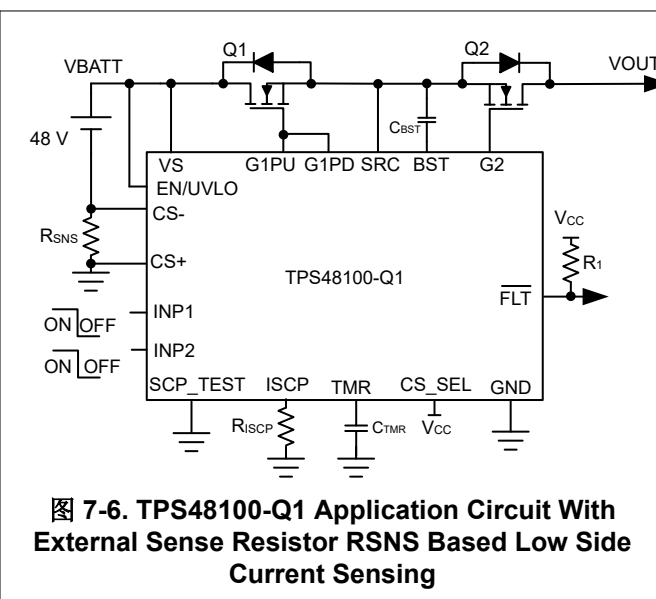 Q1
Q2
VBATT
VOUT
CBST
48 V
VS
G1PU
G1PD
SRC
BST
G2
EN/UVLO
CS-
RSNS
VCC
CS+
R1
TPS48100-Q1
FLT
INP1
ON OFF
INP2
ON OFF
SCP_TEST
ISCP
TMR
CS_SEL
GND
RISCP
CTMR
VCC
图 7-6. TPS48100-Q1 Application Circuit With
External Sense Resistor RSNS Based Low Side
Current Sensing